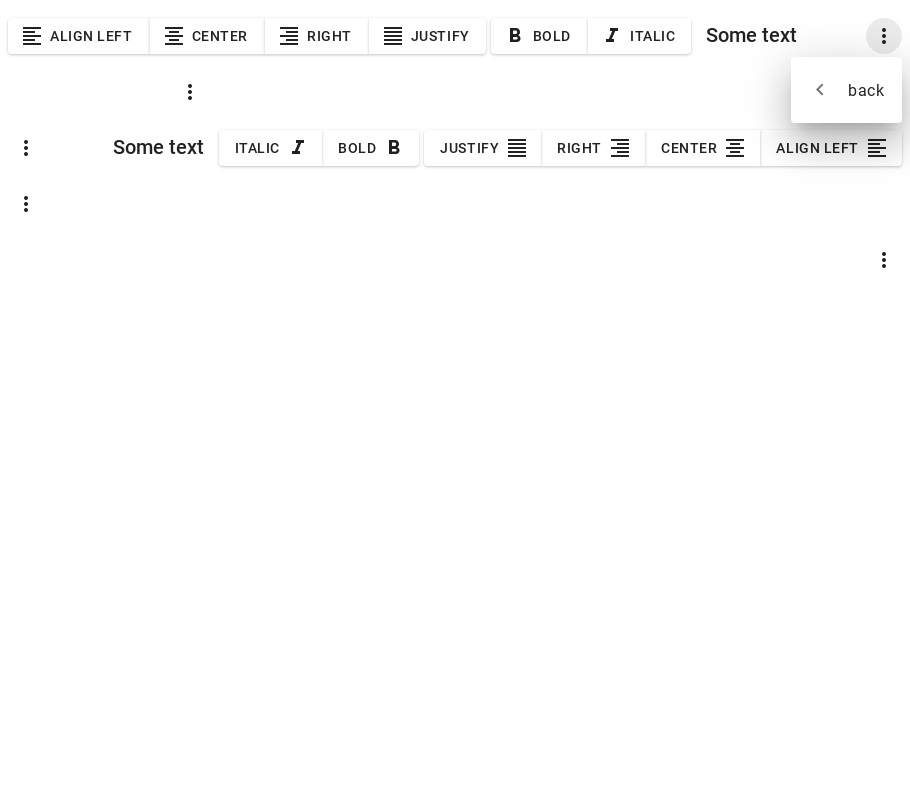 ALIGN LEFT CENTER RIGHT JUSTIFY B BOLD I ITALIC Some text
back
Some text ITALIC I BOLD B JUSTIFY RIGHT CENTER ALIGN LEFT